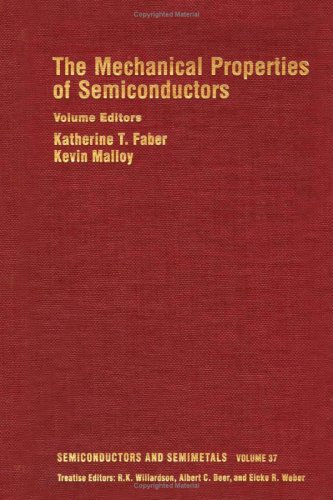 The Mechanical Properties
of Semiconductors
Volume Editors
Katherine T. Faber
Kevin Malloy
SEMICONDUCTORS AND SEMIMETALS VOLUME 37
Treatise Editors: R.K. Willardson, Albert C. Beer, and Eicke R. Weber